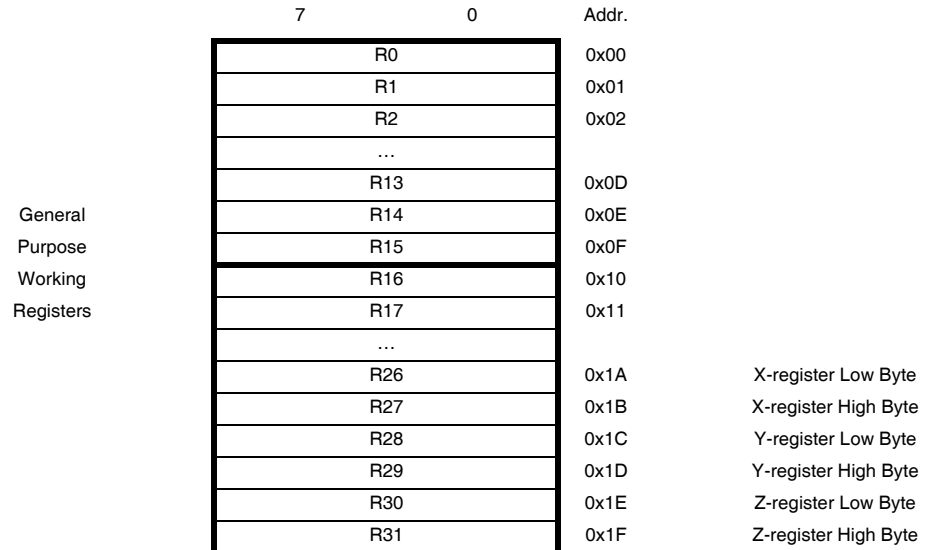 7 0 Addr.
R0 0x00
R1 0x01
R2 0x02
…
R13 0x0D
General R14 0x0E
Purpose R15 0x0F
Working R16 0x10
Registers R17 0x11
…
R26 0x1A X-register Low Byte
R27 0x1B X-register High Byte
R28 0x1C Y-register Low Byte
R29 0x1D Y-register High Byte
R30 0x1E Z-register Low Byte
R31 0x1F Z-register High Byte